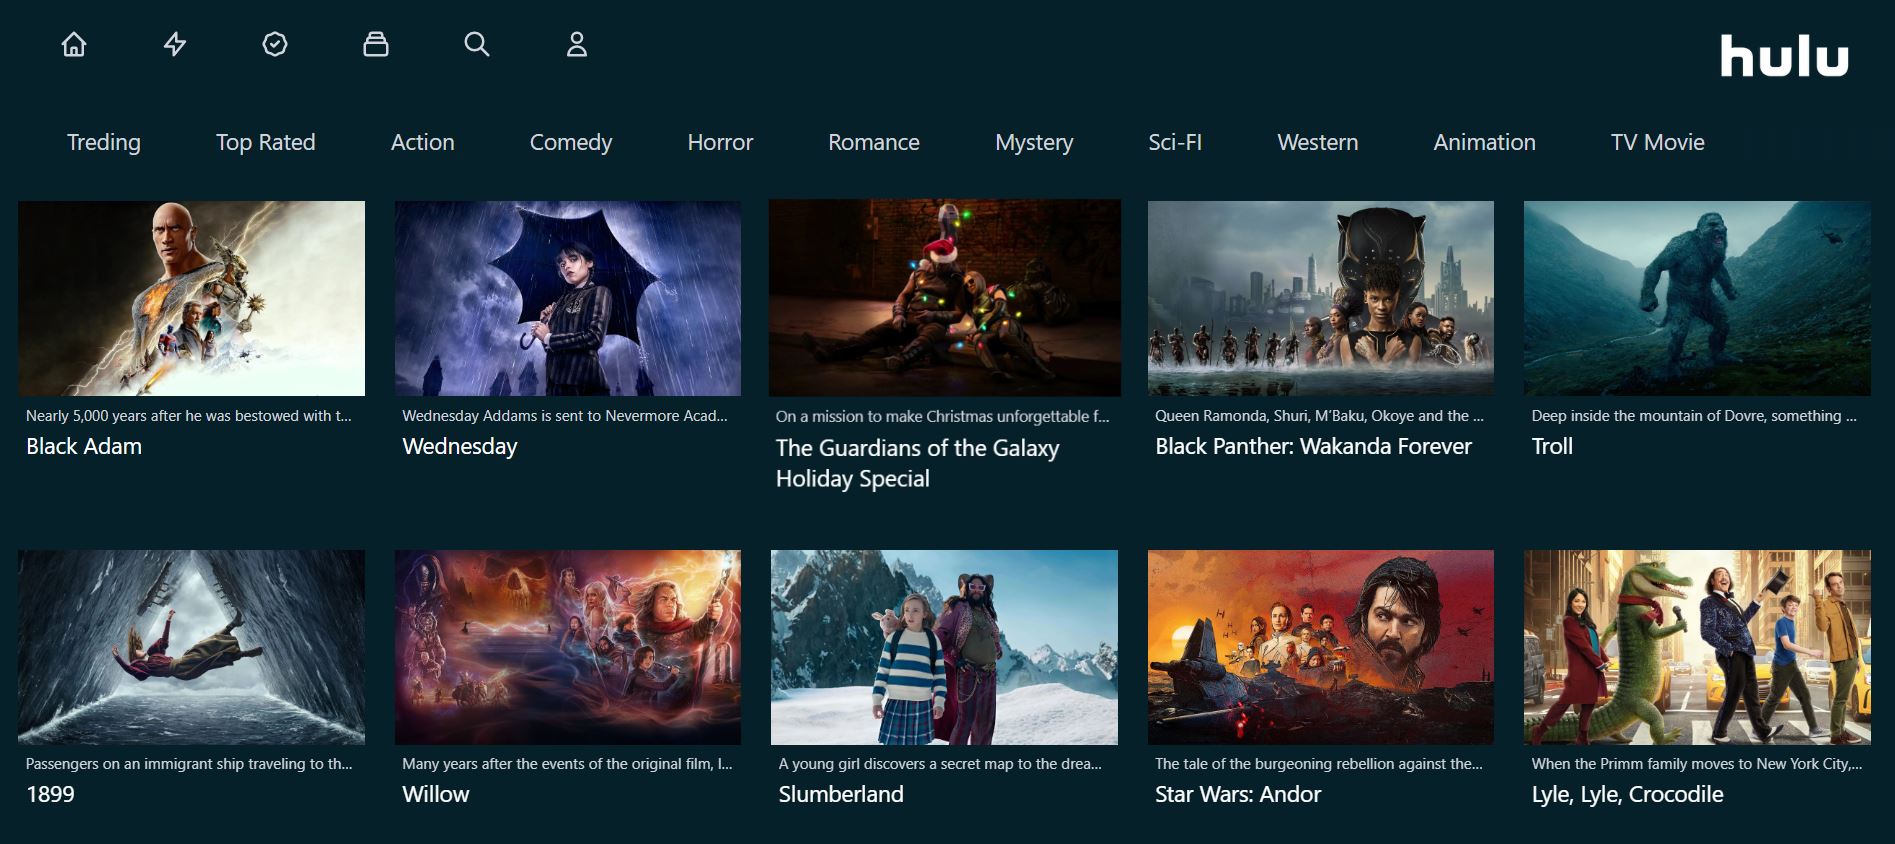 hulu
Treding
Top Rated
Action
Comedy
Horror
Romance
Mystery
Sci-FI
Western
Animation
TV Movie
Nearly 5,000 years after he was bestowed with t...
Black Adam
Wednesday Addams is sent to Nevermore Acad...
Wednesday
On a mission to make Christmas unforgettable f...
The Guardians of the Galaxy
Holiday Special
Queen Ramonda, Shuri, M’Baku, Okoye and the ...
Black Panther: Wakanda Forever
Deep inside the mountain of Dovre, something ...
Troll
Passengers on an immigrant ship traveling to th...
1899
Many years after the events of the original film, l...
Willow
A young girl discovers a secret map to the drea...
Slumberland
The tale of the burgeoning rebellion against the...
Star Wars: Andor
When the Primm family moves to New York City,...
Lyle, Lyle, Crocodile